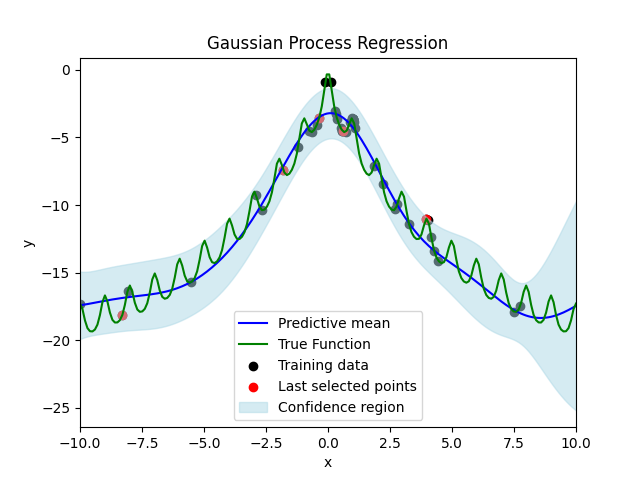 Gaussian Process Regression
0
−5
−10
−15
−20
−25
y
−10.0 −7.5 −5.0 −2.5 0.0 2.5 5.0 7.5 10.0
x
Predictive mean
True Function
Training data
Last selected points
Confidence region